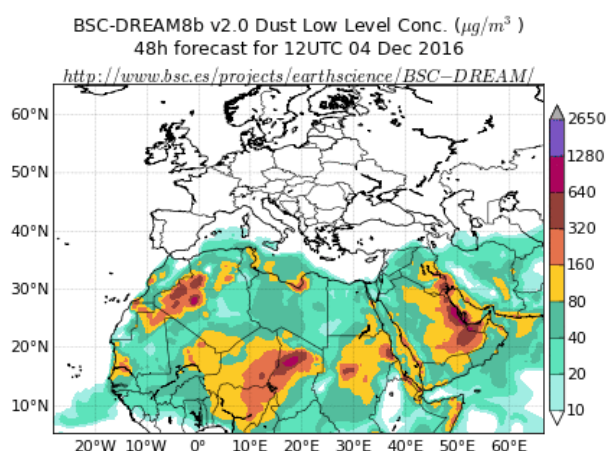 BSC-DREAM8b v2.0 Dust Low Level Conc. (μg/m³ )
48h forecast for 12UTC 04 Dec 2016
http://www.bsc.es/projects/earthscience/BSC−DREAM/
60°N
50°N
40°N
30°N
20°N
10°N
20°W 10°W 0° 10°E 20°E 30°E 40°E 50°E 60°E
2650
1280
640
320
160
80
40
20
10